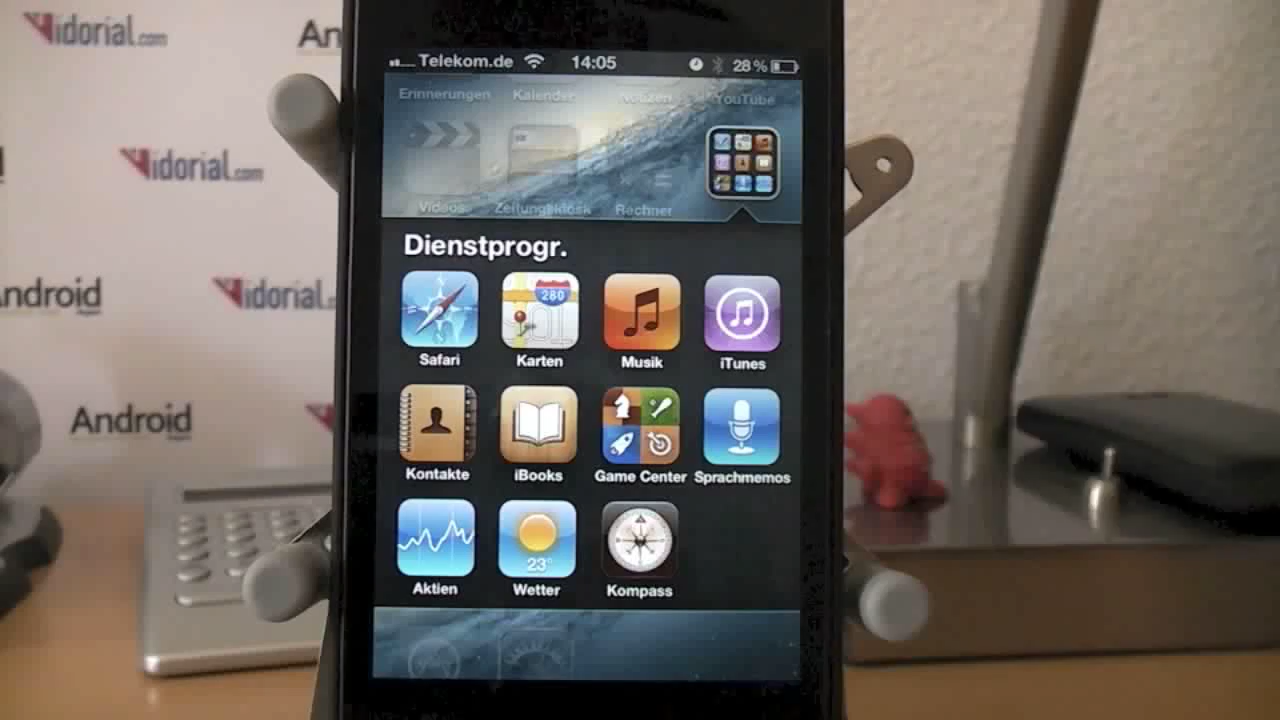 Vidorial.com
An
Telekom.de 14:05 28 %
Erinnerungen Kalender Notizen YouTube
Vidorial.com
Videos Zeitungskiosk Rechner
Dienstprogr.
280
Safari Karten Musik iTunes
Android
Vidorial.
Kontakte iBooks Game Center Sprachmemos
Android
23°
Aktien Wetter Kompass